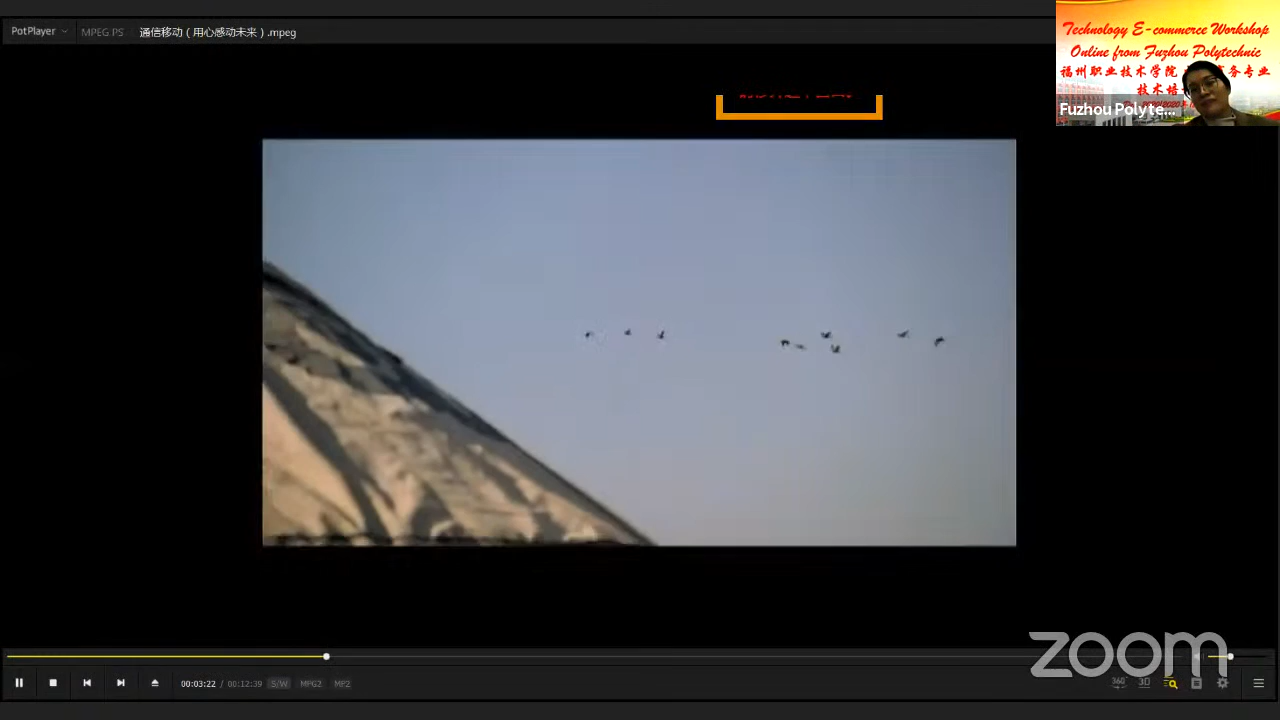 PotPlayer
MPEG PS
通信移动（用心感动未来）.mpeg
Technology E-commerce Workshop
Online from Fuzhou Polytechnic
福州职业技术学院
务专业
技术培
Fuzhou Polyte...
zoom
00:03:22 / 00:12:39 S/W MPG2 MP2
360° 3D